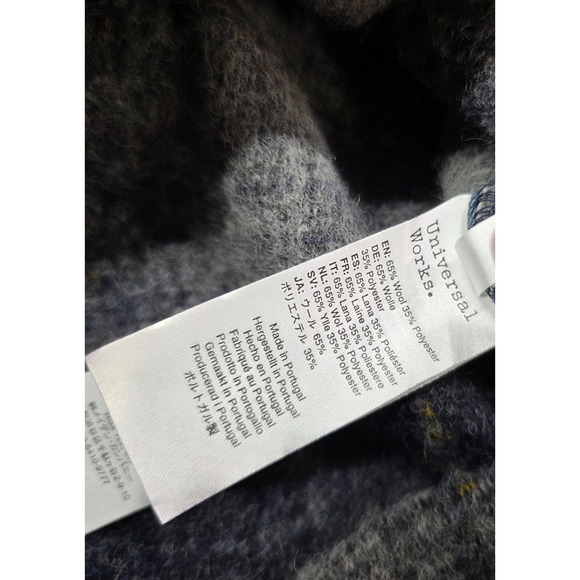 Universal
Works.
EN: 65% Wool 35% Polyester
DE: 65% Wolle
35% Polyester
ES: 65% Lana 35% Poliéster
FR: 65% Laine 35% Polyester
IT: 65% Lana 35% Poliestere
NL: 65% Wol 35% Polyester
SV: 65% Ylle 35% Polyester
JA: ウール 65%
ポリエステル 35%
Made in Portugal
Hergestellt in Portugal
Hecho en Portugal
Fabriqué au Portugal
Prodotto in Portogallo
Gemaakt in Portugal
Producerad i Portugal
ポルトガル製